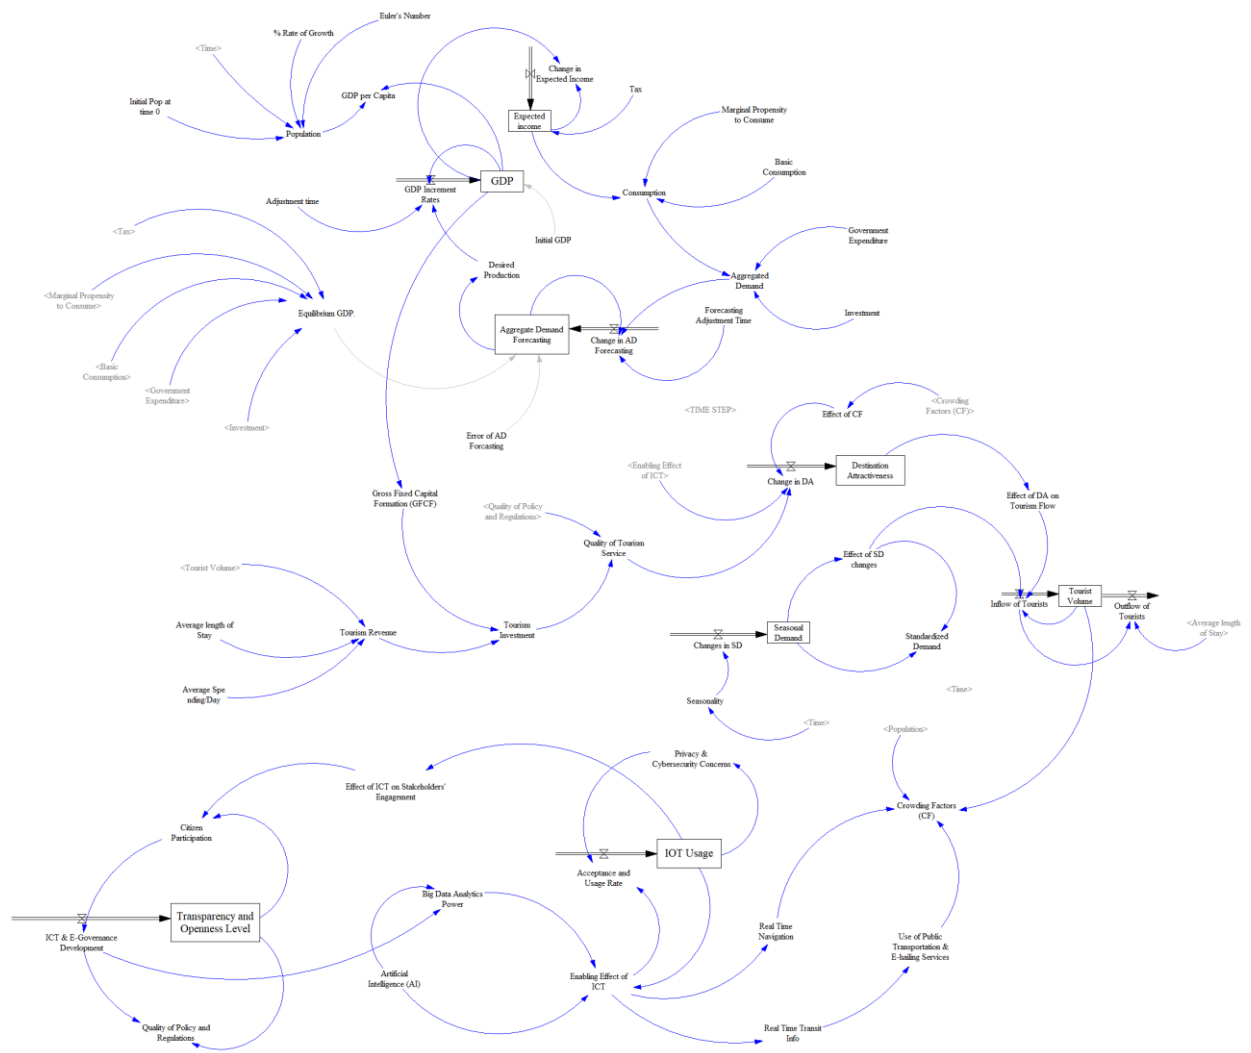 Euler's Number
% Rate of Growth
<Time>
Change in
Expected Income
Initial Pop at
time 0
GDP per Capita
Tax
Population
Expected
income
Marginal Propensity
to Consume
Basic
Consumption
GDP
GDP Increment
Rates
Consumption
Adjustment time
Initial GDP
<Tax>
Government
Expenditure
Desired
Production
Aggregated
Demand
<Marginal Propensity
to Consume>
Equilibrium GDP.
Forecasting
Adjustment Time
Investment
Aggregate Demand
Forecasting
Change in AD
Forecasting
<Basic
Consumption>
<Government
Expenditure>
<Investment>
Error of AD
Forcasting
<TIME STEP>
Effect of CF
<Crowding
Factors (CF)>
<Enabling Effect
of ICT>
Change in DA
Destination
Attractiveness
Gross Fixed Capital
Formation (GFCF)
<Quality of Policy
and Regulations>
Effect of DA on
Tourism Flow
Quality of Tourism
Service
Effect of SD
changes
<Tourist Volume>
Inflow of Tourists
Tourist
Volume
Outflow of
Tourists
Average length of
Stay
Tourism Revenue
Tourism
Investment
Changes in SD
Seasonal
Demand
Standardized
Demand
<Average length
of Stay>
Average Spe
nding/Day
Seasonality
<Time>
<Time>
<Population>
Privacy &
Cybersecurity Concerns
Effect of ICT on Stakeholders'
Engagement
Crowding Factors
(CF)
Citizen
Participation
IOT Usage
Acceptance and
Usage Rate
Big Data Analytics
Power
Transparency and
Openness Level
ICT & E-Governance
Development
Real Time
Navigation
Use of Public
Transportation &
E-hailing Services
Artificial
Intelligence (AI)
Enabling Effect of
ICT
Quality of Policy and
Regulations
Real Time Transit
Info